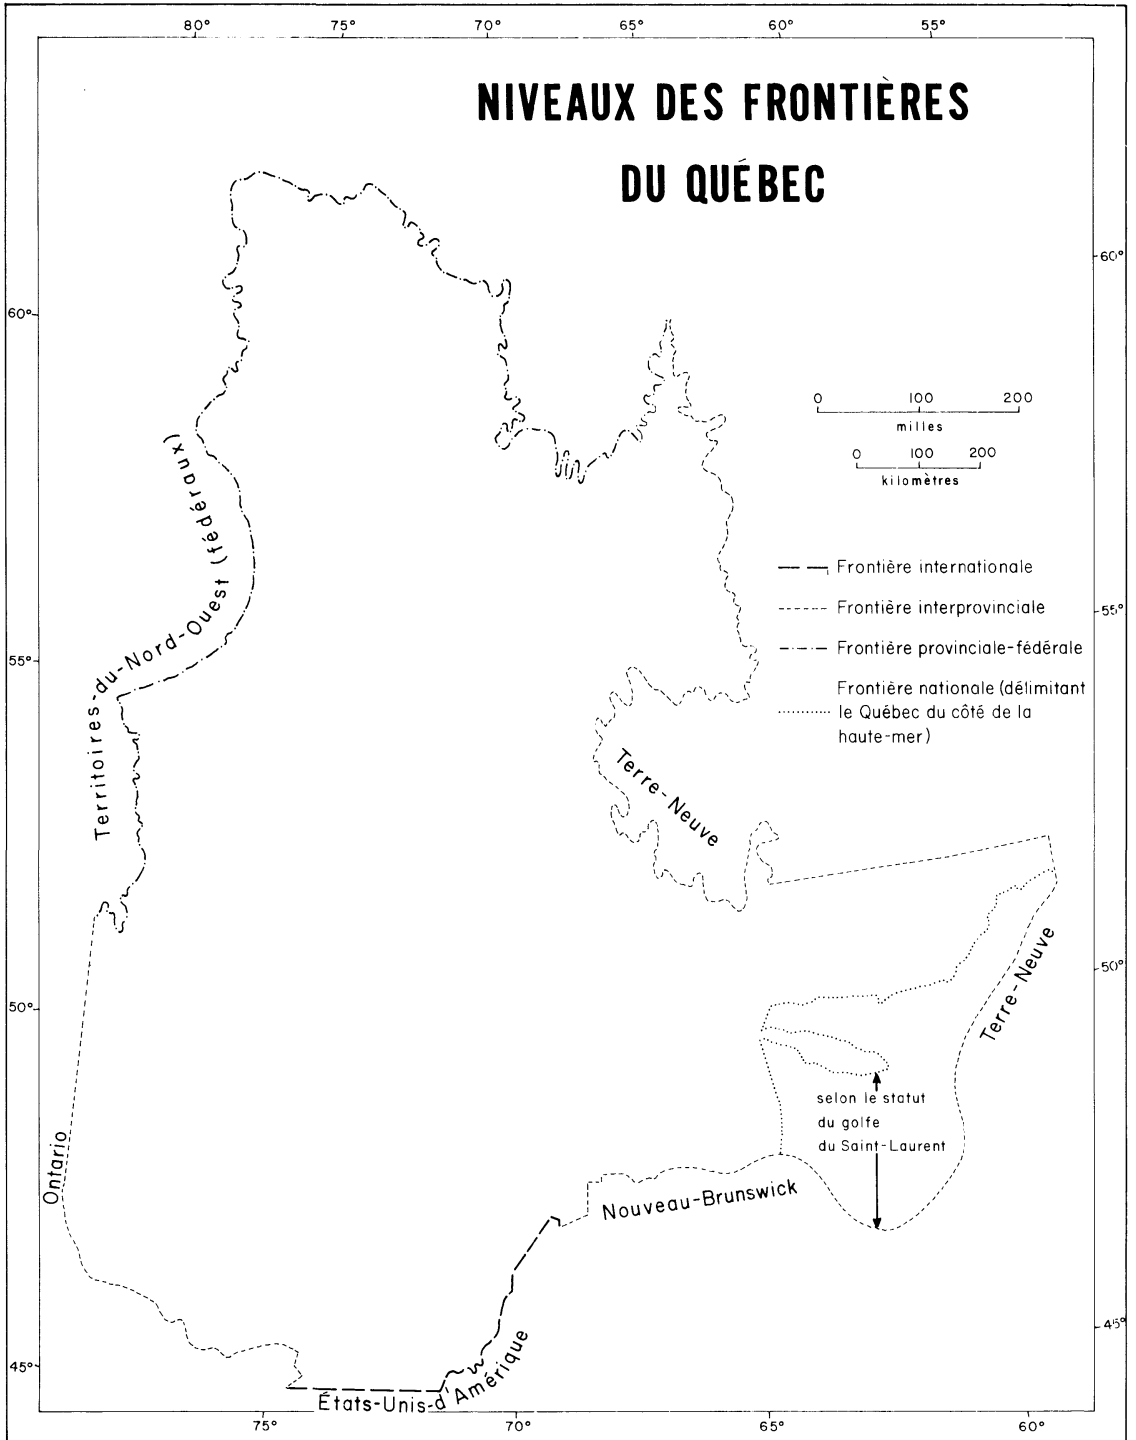 80° 75° 70° 65° 60° 55°
NIVEAUX DES FRONTIÈRES
DU QUÉBEC
60°
60°
0 100 200
milles
0 100 200
kilomètres
Territoires-du-Nord-Ouest (fédéraux)
Frontière internationale
Frontière interprovinciale
55°
Frontière provinciale-fédérale
55°
Frontière nationale (délimitant
le Québec du côté de la
haute-mer)
Terre-Neuve
Terre-Neuve
50°
50°
selon le statut
du golfe
du Saint-Laurent
Ontario
Nouveau-Brunswick
45°
45°
États-Unis-d'Amérique
75° 70° 65° 60°